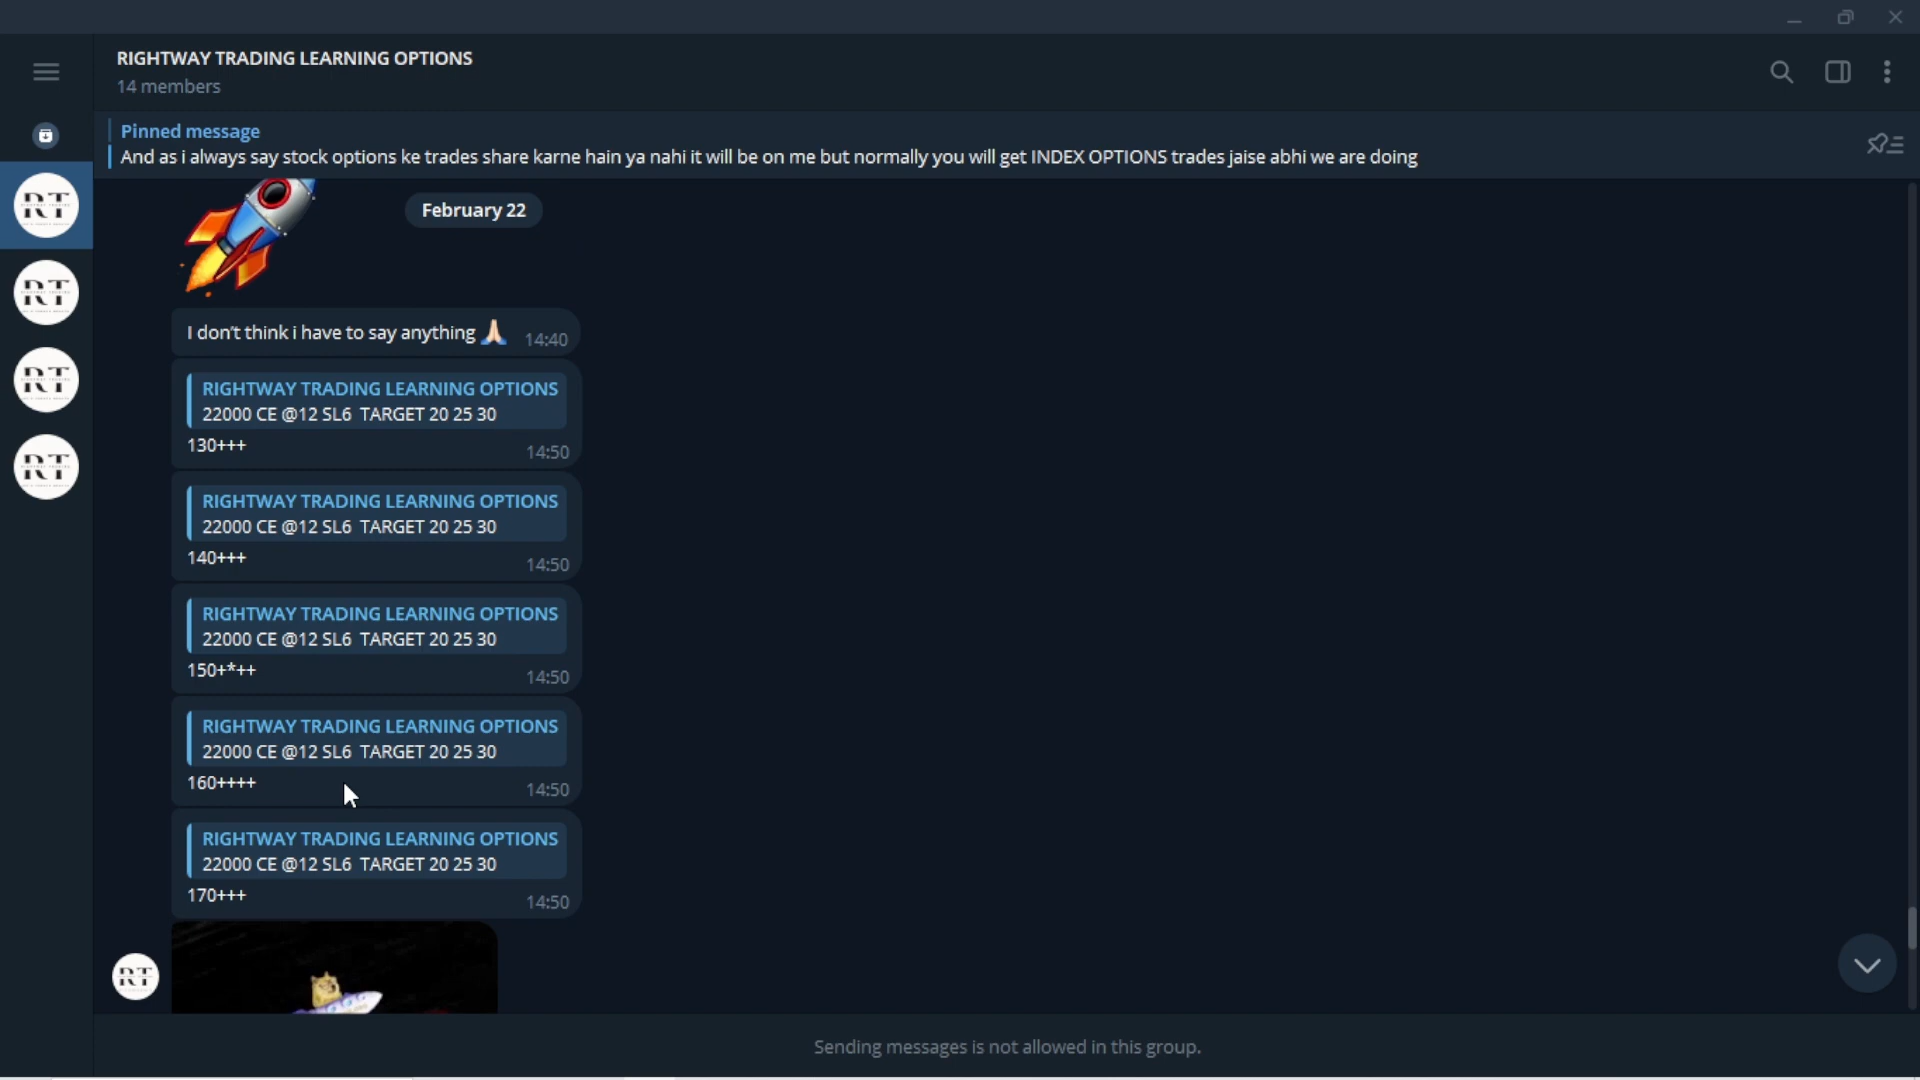 RIGHTWAY TRADING LEARNING OPTIONS
14 members
Pinned message
And as i always say stock options ke trades share karne hain ya nahi it will be on me but normally you will get INDEX OPTIONS trades jaise abhi we are doing
RT
RT
RT
RT
February 22
I don't think i have to say anything 🙏🏻 14:40
RIGHTWAY TRADING LEARNING OPTIONS
22000 CE @12 SL6 TARGET 20 25 30
130+++ 14:50
RIGHTWAY TRADING LEARNING OPTIONS
22000 CE @12 SL6 TARGET 20 25 30
140+++ 14:50
RIGHTWAY TRADING LEARNING OPTIONS
22000 CE @12 SL6 TARGET 20 25 30
150+*++ 14:50
RIGHTWAY TRADING LEARNING OPTIONS
22000 CE @12 SL6 TARGET 20 25 30
160++++ 14:50
RIGHTWAY TRADING LEARNING OPTIONS
22000 CE @12 SL6 TARGET 20 25 30
170+++ 14:50
RT
Sending messages is not allowed in this group.